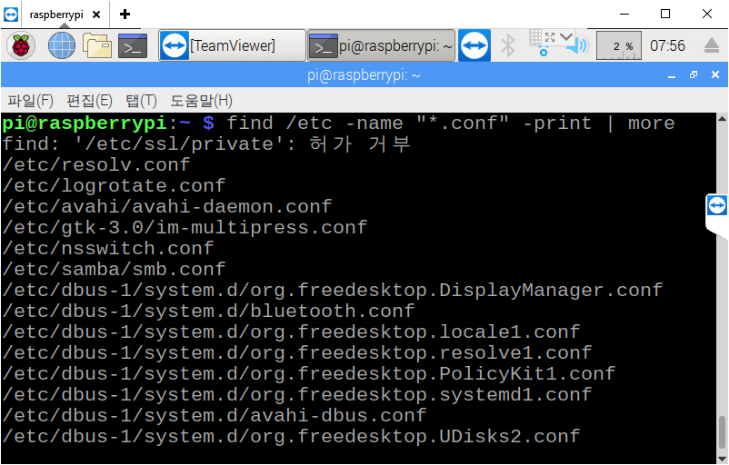 raspberrypi
[TeamViewer]
pi@raspberrypi: ~
2 %
07:56
pi@raspberrypi: ~
파일(F) 편집(E) 탭(T) 도움말(H)
pi@raspberrypi:~ $ find /etc -name "*.conf" -print | more
find: '/etc/ssl/private': 허가 거부
/etc/resolv.conf
/etc/logrotate.conf
/etc/avahi/avahi-daemon.conf
/etc/gtk-3.0/im-multipress.conf
/etc/nsswitch.conf
/etc/samba/smb.conf
/etc/dbus-1/system.d/org.freedesktop.DisplayManager.conf
/etc/dbus-1/system.d/bluetooth.conf
/etc/dbus-1/system.d/org.freedesktop.locale1.conf
/etc/dbus-1/system.d/org.freedesktop.resolve1.conf
/etc/dbus-1/system.d/org.freedesktop.PolicyKit1.conf
/etc/dbus-1/system.d/org.freedesktop.systemd1.conf
/etc/dbus-1/system.d/avahi-dbus.conf
/etc/dbus-1/system.d/org.freedesktop.UDisks2.conf